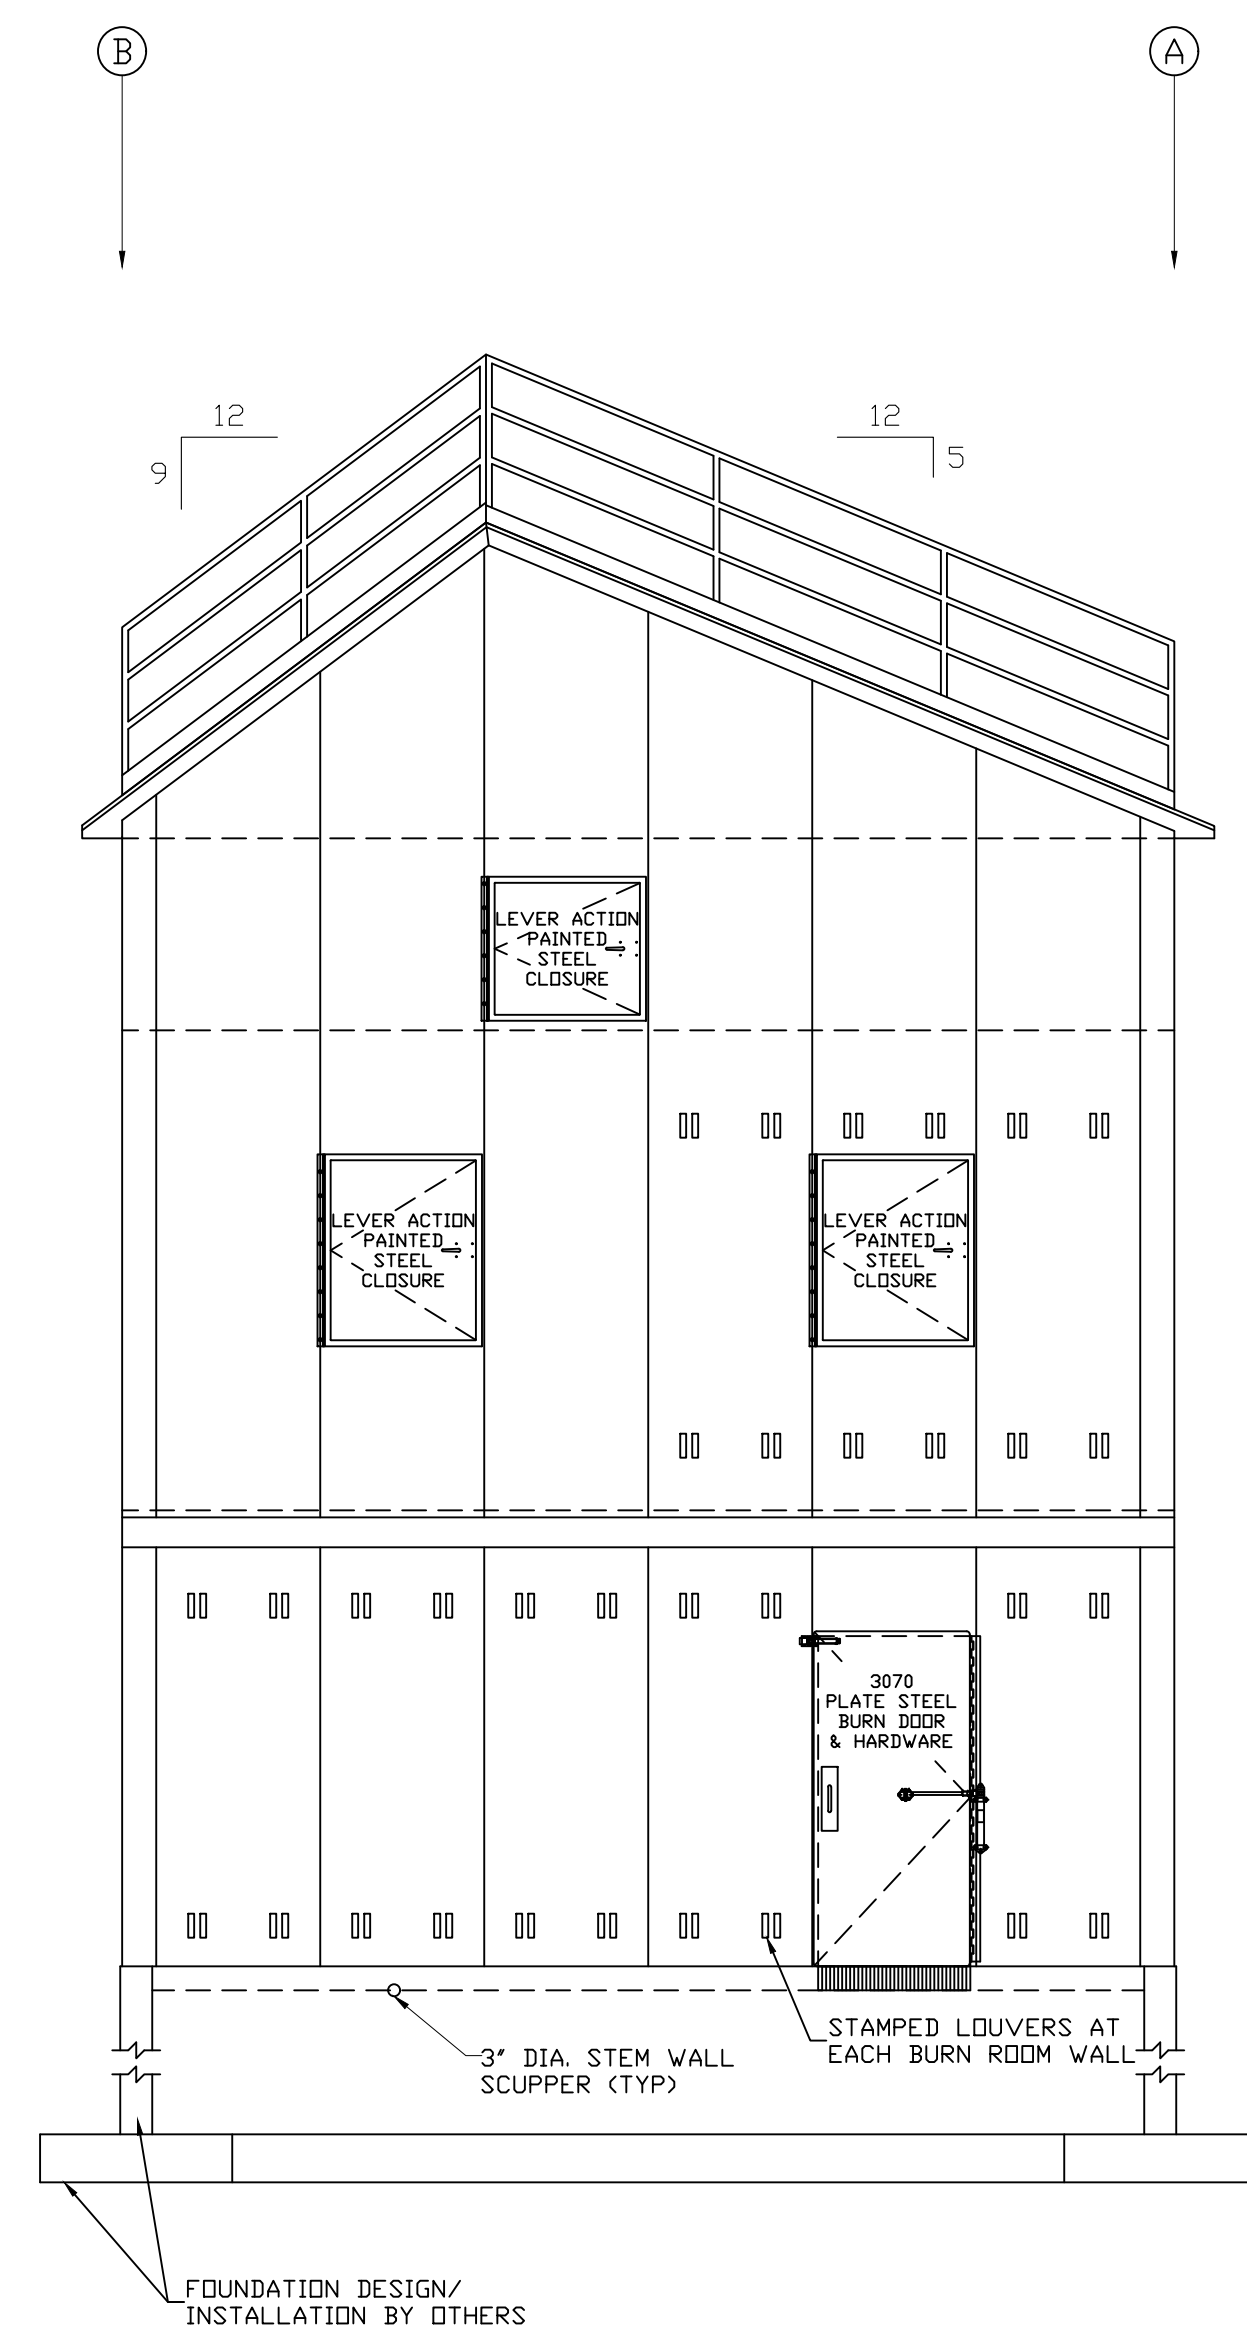 B
A
12
9
12
5
LEVER ACTION
PAINTED
STEEL
CLOSURE
LEVER ACTION
PAINTED
STEEL
CLOSURE
LEVER ACTION
PAINTED
STEEL
CLOSURE
3070
PLATE STEEL
BURN DOOR
& HARDWARE
STAMPED LOUVERS AT
EACH BURN ROOM WALL
3" DIA. STEM WALL
SCUPPER (TYP)
FOUNDATION DESIGN/
INSTALLATION BY OTHERS